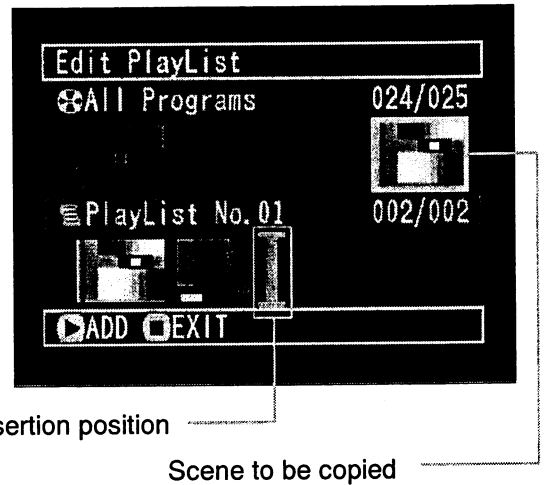 Edit PlayList
All Programs 024/025
PlayList No.01 002/002
ADD EXIT
sertion position
Scene to be copied